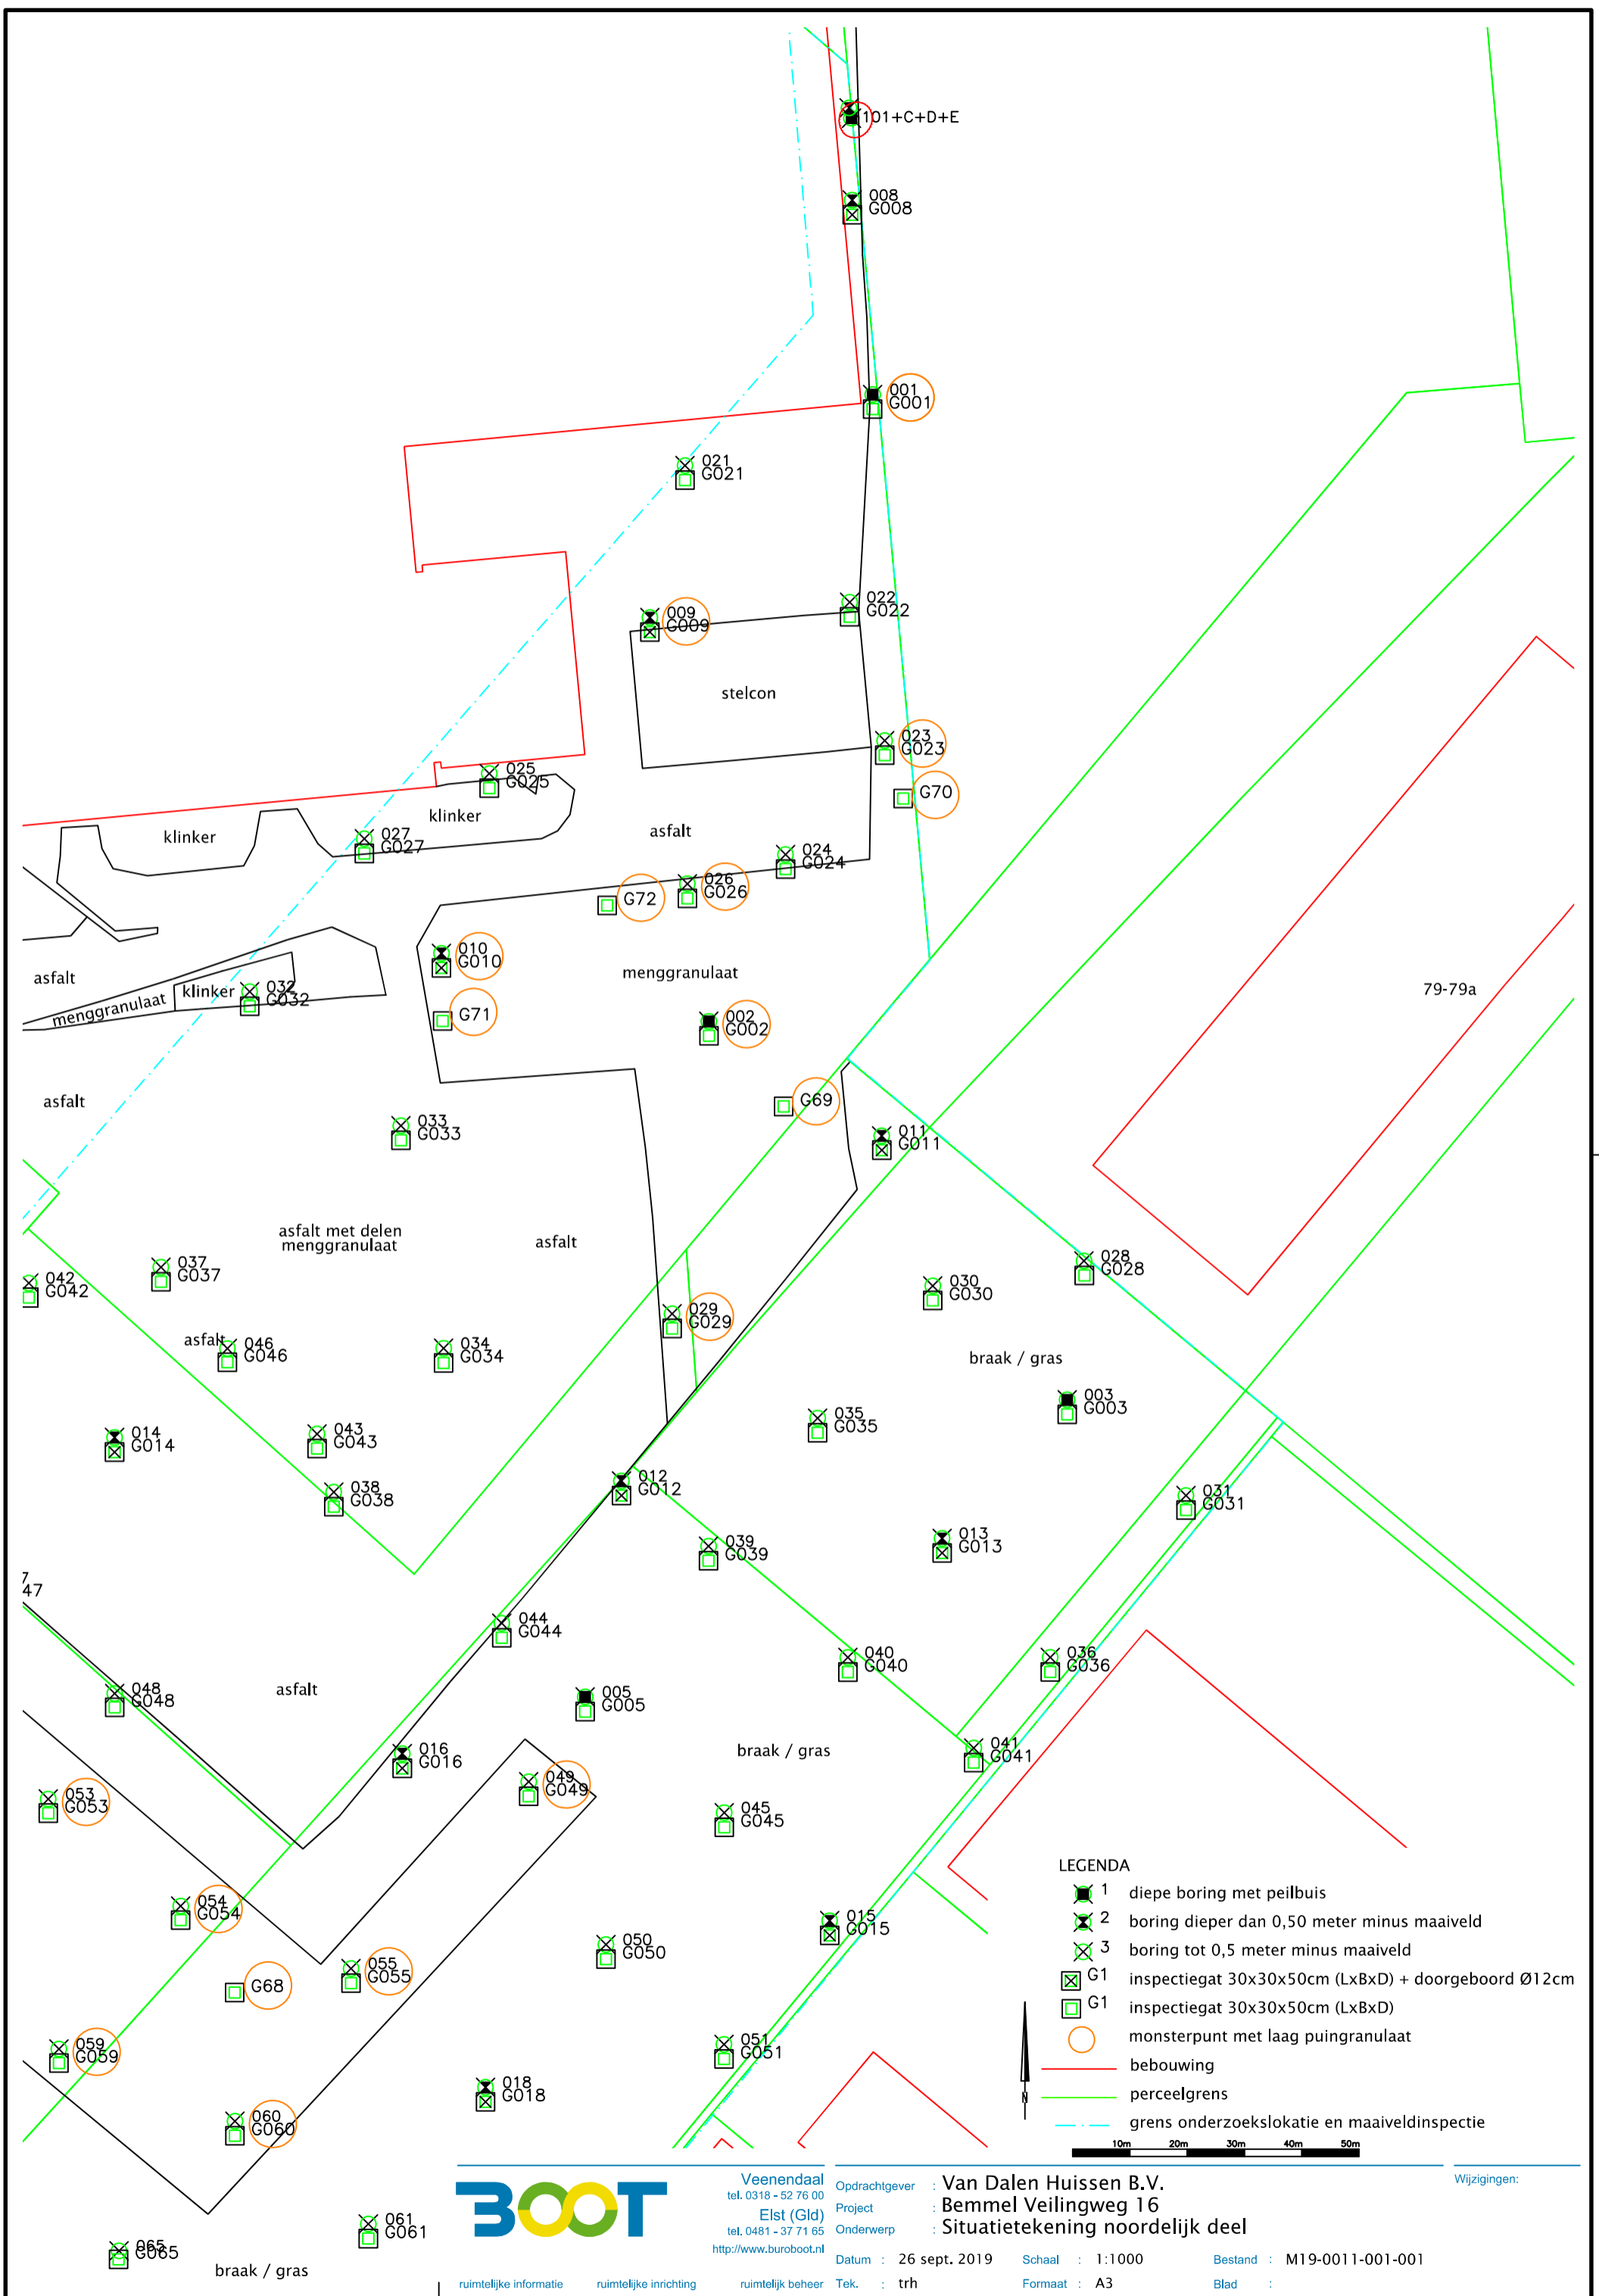 101+C+D+E
008
G008
001
G001
021
G021
022
G022
009
G009
stelcon
023
G023
G70
025
G025
klinker
klinker
027
G027
asfalt
024
G024
026
G026
G72
010
G010
menggranulaat
asfalt
klinker
032
G032
menggranulaat
79-79a
G71
002
G002
asfalt
G69
033
G033
011
G011
asfalt met delen
menggranulaat
asfalt
037
G037
042
G042
028
G028
030
G030
029
G029
asfalt
046
G046
034
G034
braak / gras
003
G003
035
G035
014
G014
043
G043
038
G038
012
G012
031
G031
013
G013
039
G039
7
47
044
G044
040
G040
036
G036
048
G048
asfalt
005
G005
016
G016
braak / gras
041
G041
049
G049
053
G053
045
G045
054
G054
015
G015
050
G050
055
G055
G68
059
G059
051
G051
018
G018
060
G060
061
G061
065
G065
braak / gras
LEGENDA
1 diepe boring met peilbuis
2 boring dieper dan 0,50 meter minus maaiveld
3 boring tot 0,5 meter minus maaiveld
G1 inspectiegat 30x30x50cm (LxBxD) + doorgeboord Ø12cm
G1 inspectiegat 30x30x50cm (LxBxD)
monsterpunt met laag puingranulaat
bebouwing
perceelgrens
grens onderzoekslokatie en maaiveldinspectie
N
10m 20m 30m 40m 50m
BOOT
Veenendaal
tel. 0318 - 52 76 00
Elst (Gld)
tel. 0481 - 37 71 65
http://www.buroboot.nl
ruimtelijke informatie ruimtelijke inrichting ruimtelijk beheer
Opdrachtgever : Van Dalen Huissen B.V.
Project : Bemmel Veilingweg 16
Onderwerp : Situatietekening noordelijk deel
Datum : 26 sept. 2019 Schaal : 1:1000 Bestand : M19-0011-001-001
Tek. : trh Formaat : A3 Blad :
Wijzigingen: